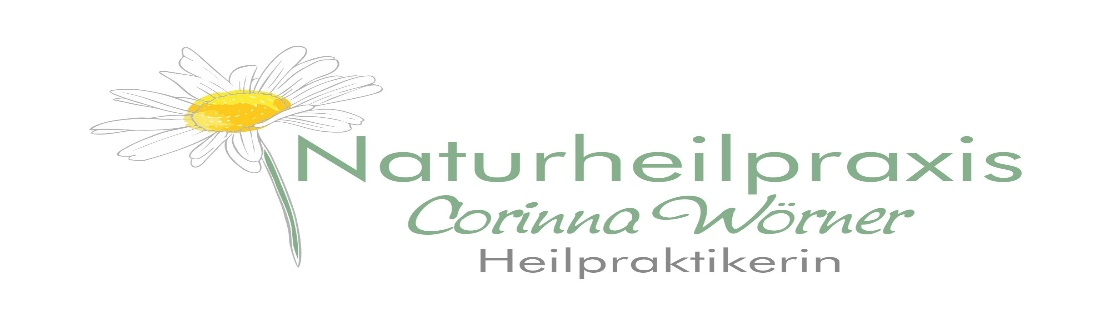 Naturheilpraxis
Corinna Wörner
Heilpraktikerin